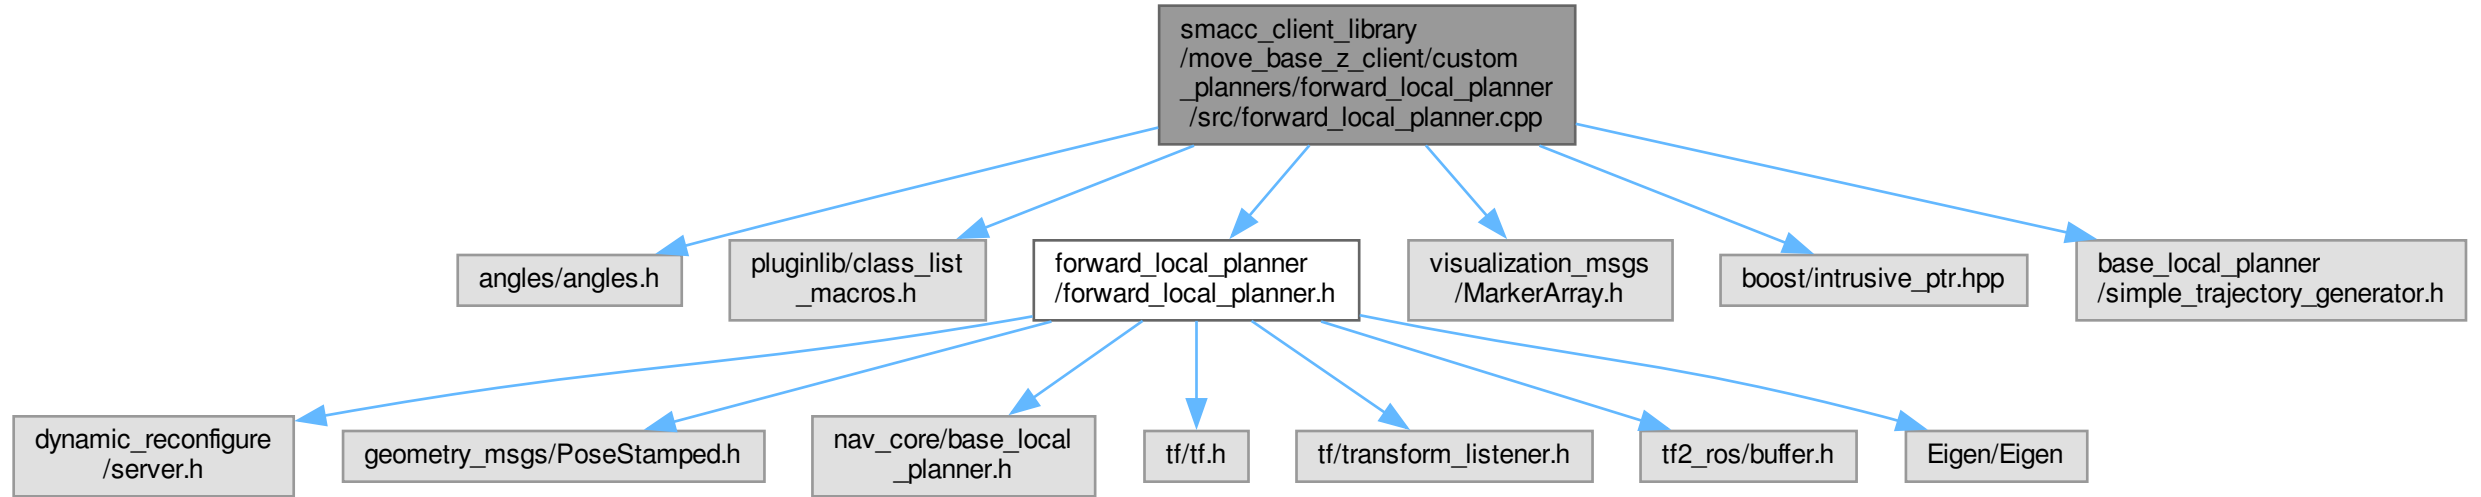 smacc_client_library
/move_base_z_client/custom
_planners/forward_local_planner
/src/forward_local_planner.cpp
angles/angles.h
pluginlib/class_list
_macros.h
forward_local_planner
/forward_local_planner.h
visualization_msgs
/MarkerArray.h
boost/intrusive_ptr.hpp
base_local_planner
/simple_trajectory_generator.h
dynamic_reconfigure
/server.h
geometry_msgs/PoseStamped.h
nav_core/base_local
_planner.h
tf/tf.h
tf/transform_listener.h
tf2_ros/buffer.h
Eigen/Eigen